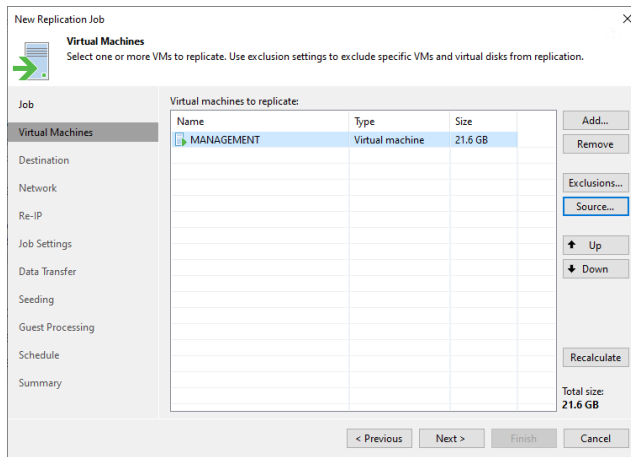 New Replication Job
Virtual Machines
Select one or more VMs to replicate. Use exclusion settings to exclude specific VMs and virtual disks from replication.
Job
Virtual Machines
Destination
Network
Re-IP
Job Settings
Data Transfer
Seeding
Guest Processing
Schedule
Summary
Virtual machines to replicate:
Name Type Size
MANAGEMENT Virtual machine 21.6 GB
Add...
Remove
Exclusions...
Source...
Up
Down
Recalculate
Total size:
21.6 GB
< Previous Next > Finish Cancel